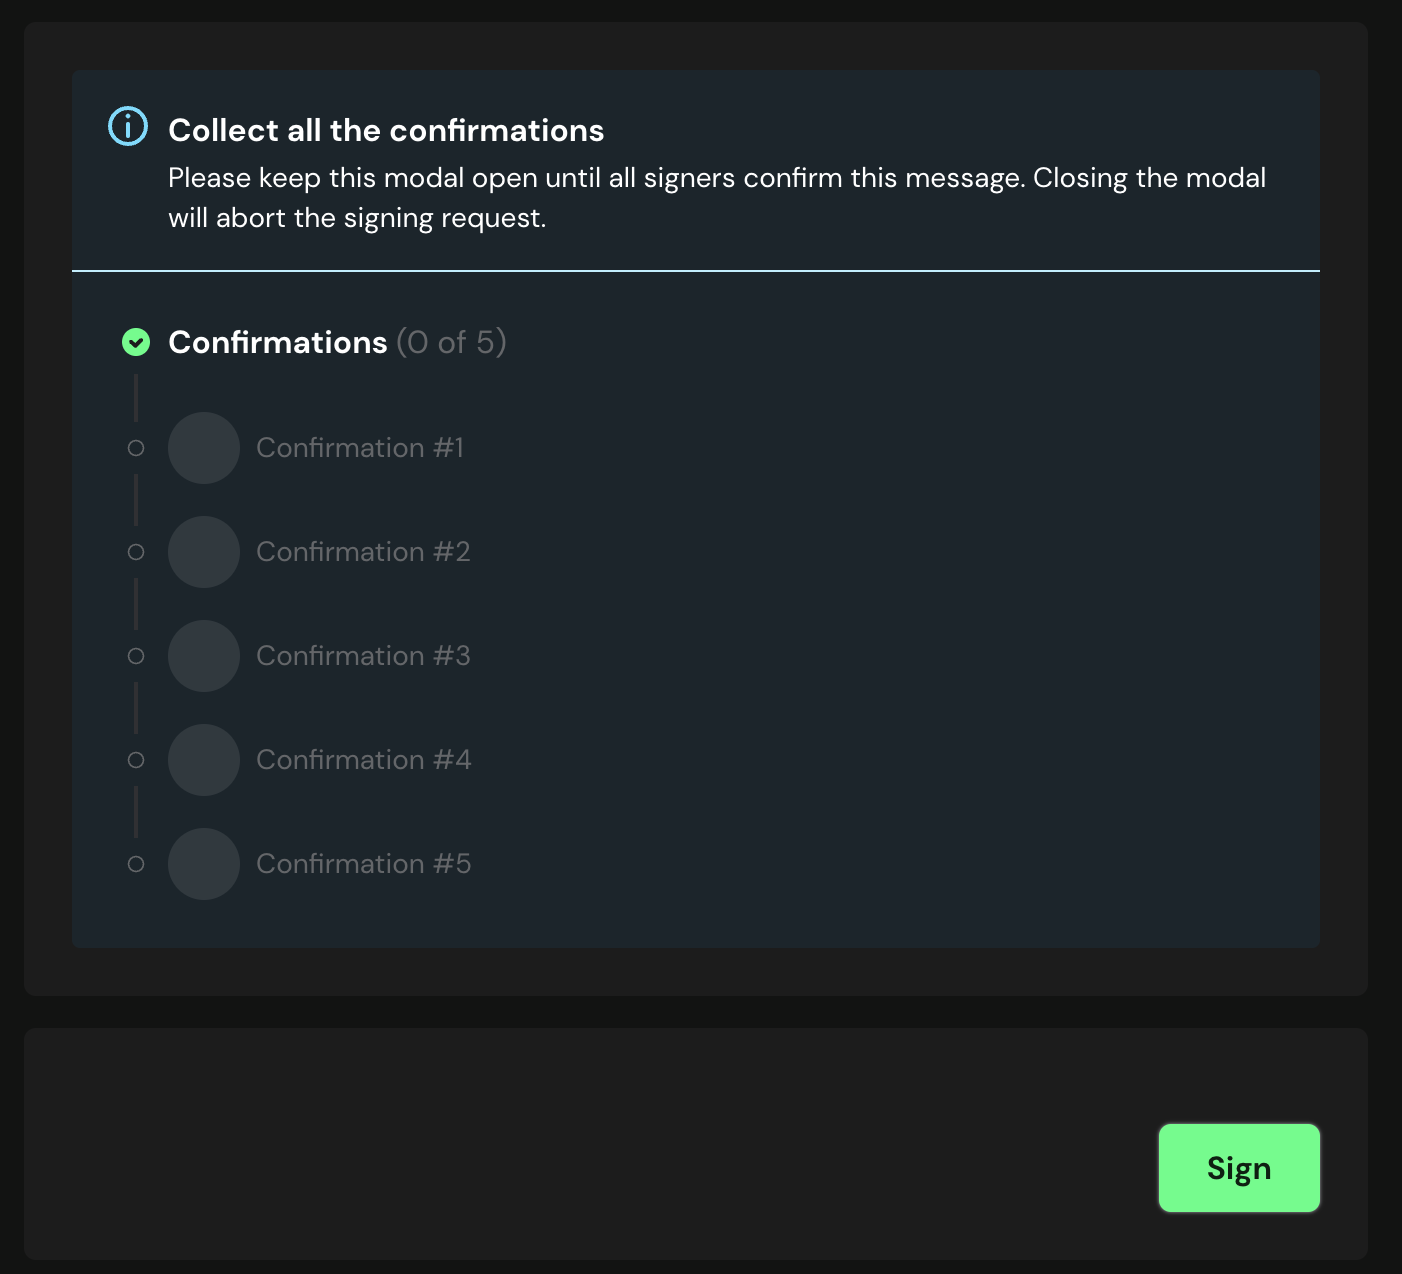 Collect all the confirmations
Please keep this modal open until all signers confirm this message. Closing the modal
will abort the signing request.
Confirmations (0 of 5)
Confirmation #1
Confirmation #2
Confirmation #3
Confirmation #4
Confirmation #5
Sign